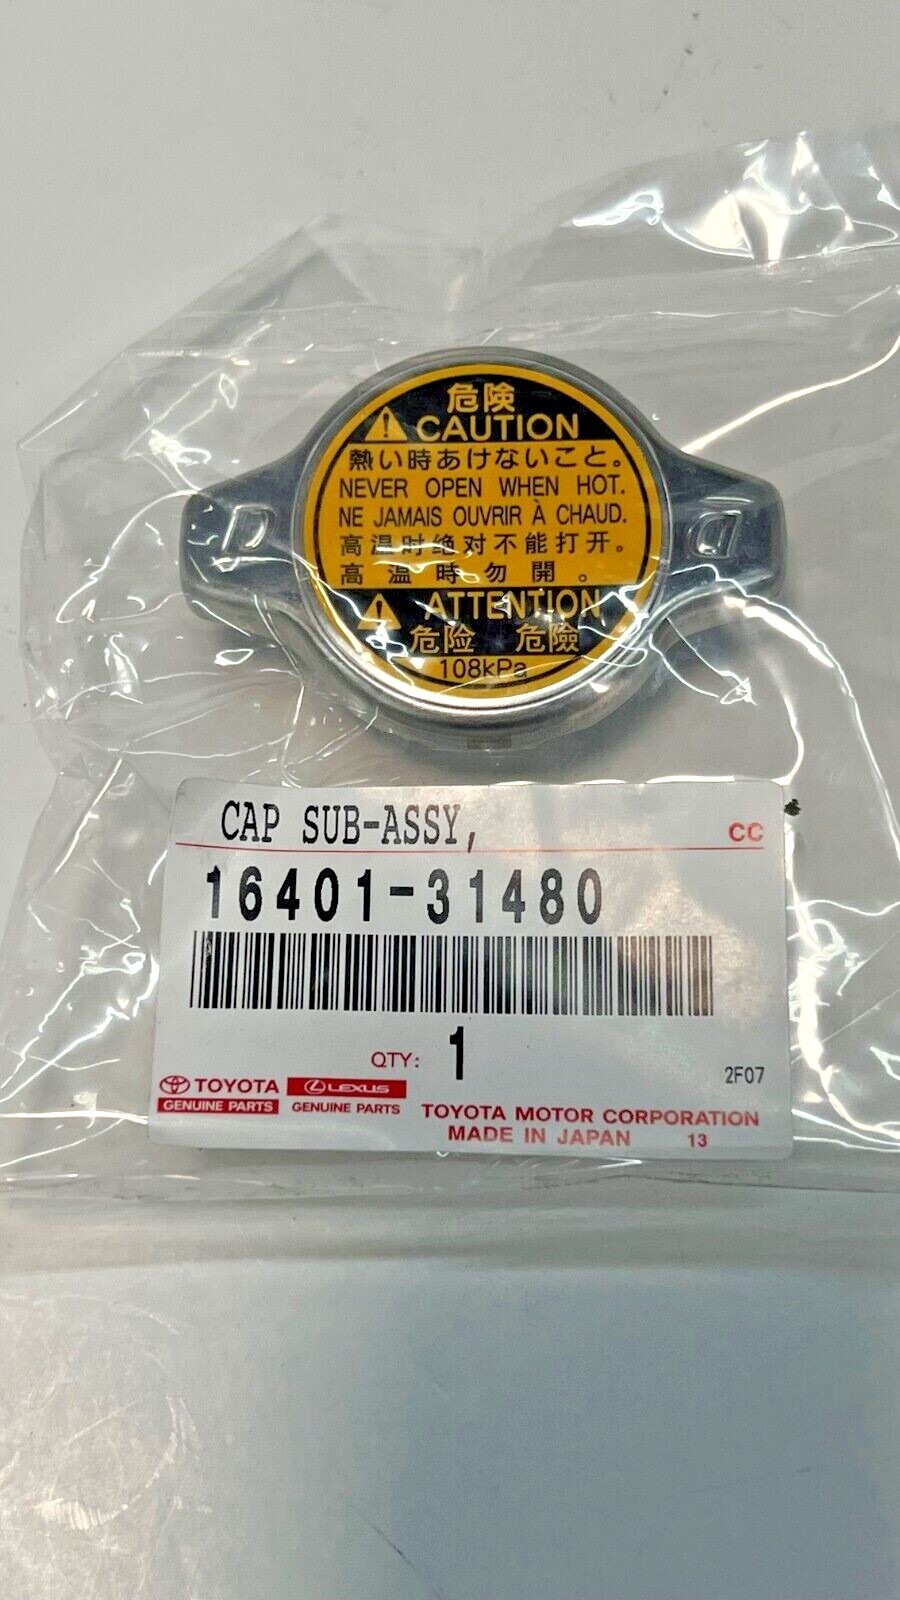 危険
CAUTION
熱い時あけないこと。
NEVER OPEN WHEN HOT.
NE JAMAIS OUVRIR À CHAUD.
高温时绝对不能打开。
高温時勿開。
ATTENTION
危险 危險
108kPa
D D
CAP SUB-ASSY,
CC
16401-31480
QTY: 1
2F07
TOYOTA LEXUS
GENUINE PARTS GENUINE PARTS
TOYOTA MOTOR CORPORATION
MADE IN JAPAN 13